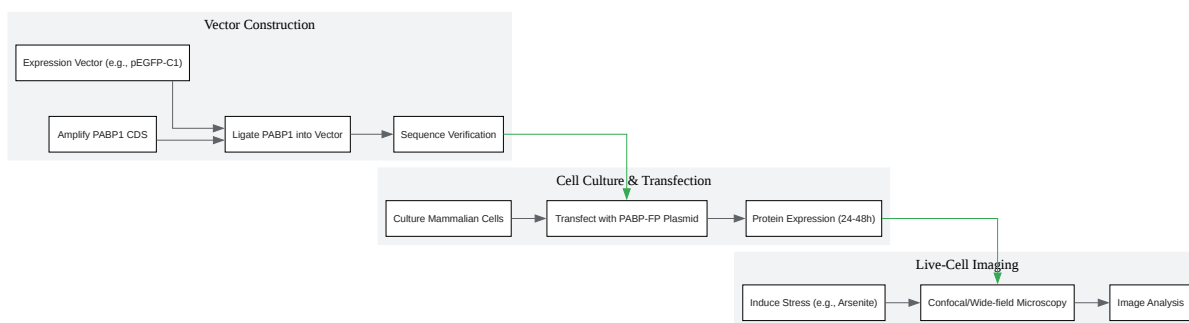 Vector Construction
Expression Vector (e.g., pEGFP-C1)
Amplify PABP1 CDS
Ligate PABP1 into Vector
Sequence Verification
Cell Culture & Transfection
Culture Mammalian Cells
Transfect with PABP-FP Plasmid
Protein Expression (24-48h)
Live-Cell Imaging
Induce Stress (e.g., Arsenite)
Confocal/Wide-field Microscopy
Image Analysis